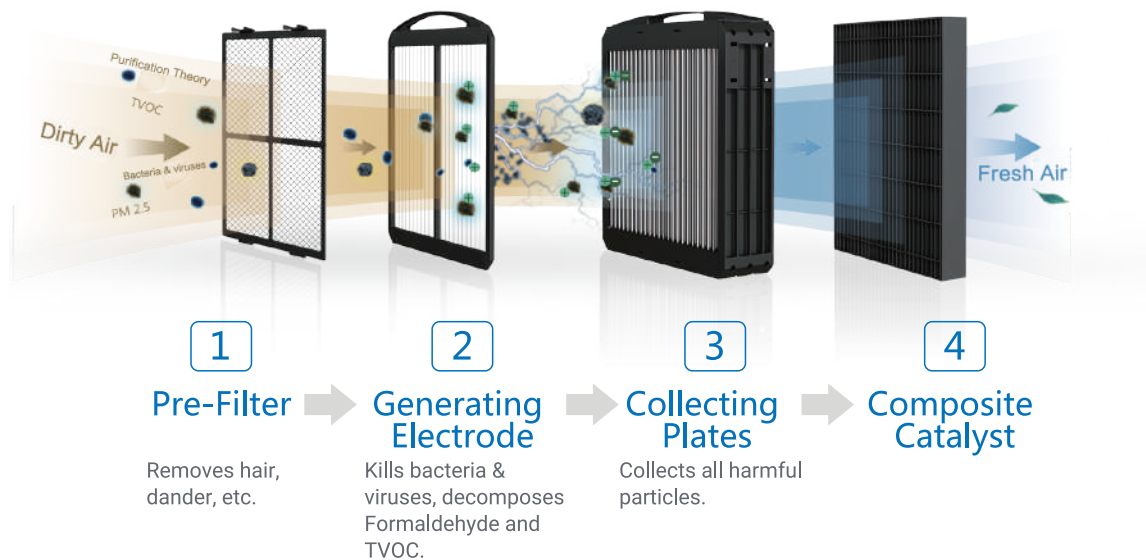 Purification Theory
TVOC
Dirty Air
Bacteria & viruses
PM 2.5
Fresh Air
1
2
3
4
Pre-Filter
Generating
Electrode
Collecting
Plates
Composite
Catalyst
Removes hair,
dander, etc.
Kills bacteria &
viruses, decomposes
Formaldehyde and
TVOC.
Collects all harmful
particles.